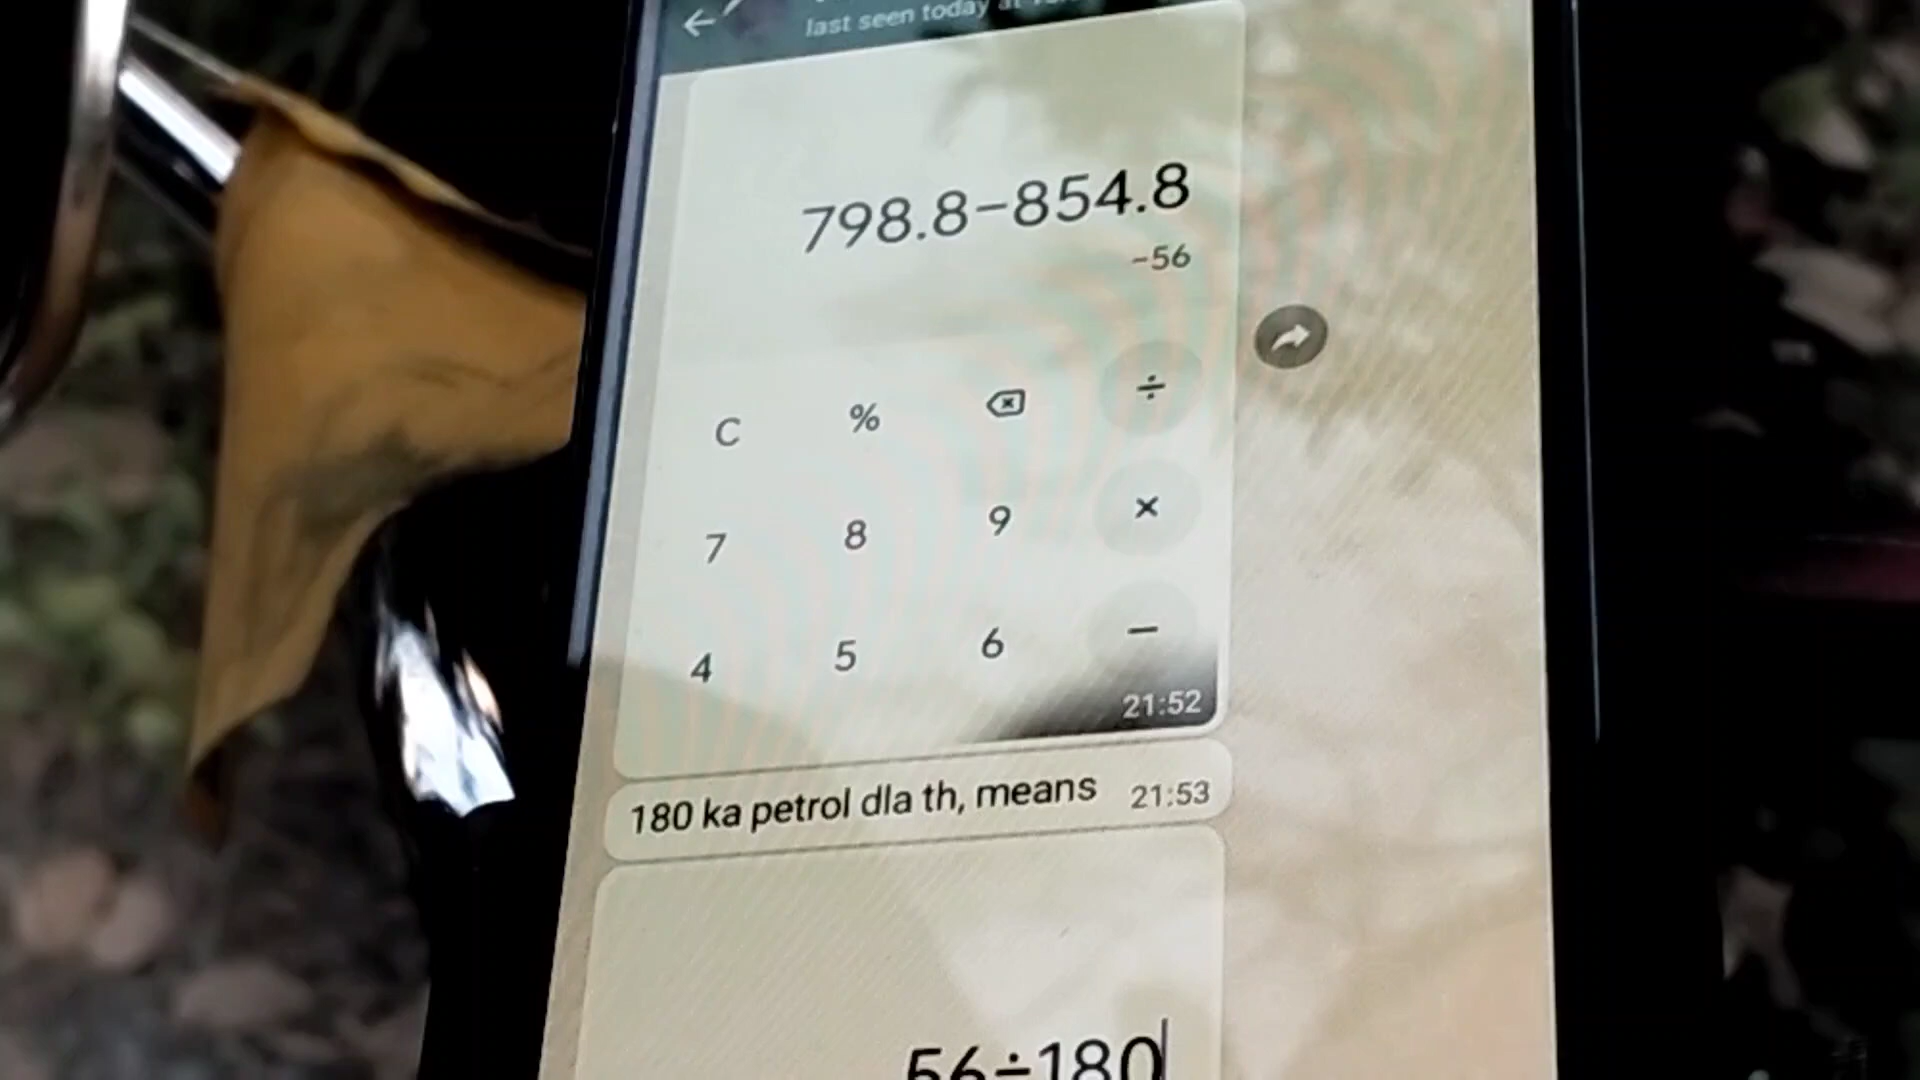 last seen today at
798.8−854.8
−56
C % ÷
7 8 9 ×
4 5 6 −
21:52
180 ka petrol dla th, means 21:53
56÷180